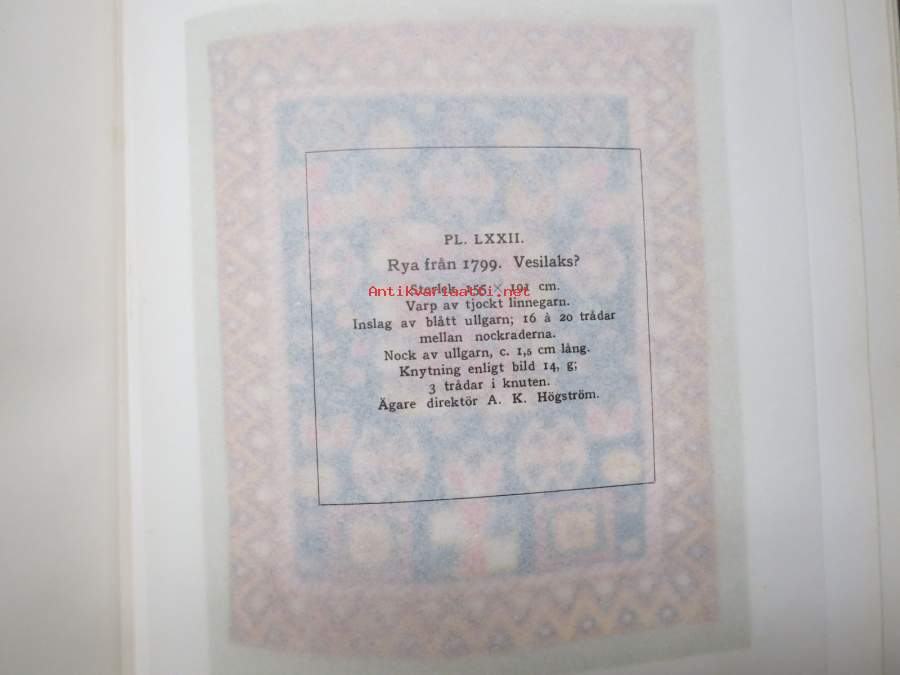 PL. LXXII.
Rya från 1799. Vesilaks?
Storlek 155 × 191 cm.
Antikvariaatti.net
Varp av tjockt linnegarn.
Inslag av blått ullgarn; 16 à 20 trådar
mellan nockraderna.
Nock av ullgarn, c. 1,5 cm lång.
Knytning enligt bild 14, g;
3 trådar i knuten.
Ägare direktör A. K. Högström.